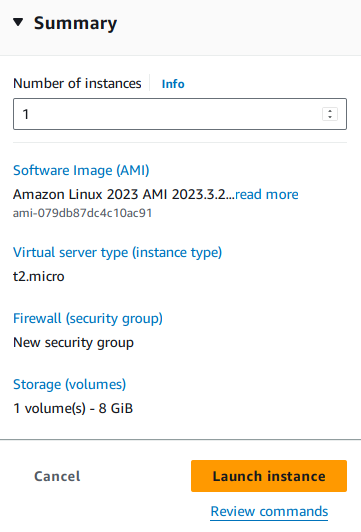 Summary
Number of instances Info
1
Software Image (AMI)
Amazon Linux 2023 AMI 2023.3.2...read more
ami-079db87dc4c10ac91
Virtual server type (instance type)
t2.micro
Firewall (security group)
New security group
Storage (volumes)
1 volume(s) - 8 GiB
Cancel Launch instance
Review commands